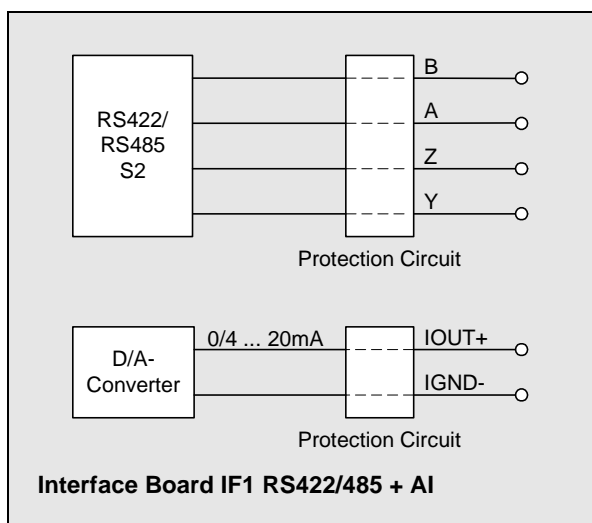 RS422/
RS485
S2
B
A
Z
Y
Protection Circuit
D/A-
Converter
0/4 ... 20mA
IOUT+
IGND-
Protection Circuit
Interface Board IF1 RS422/485 + AI